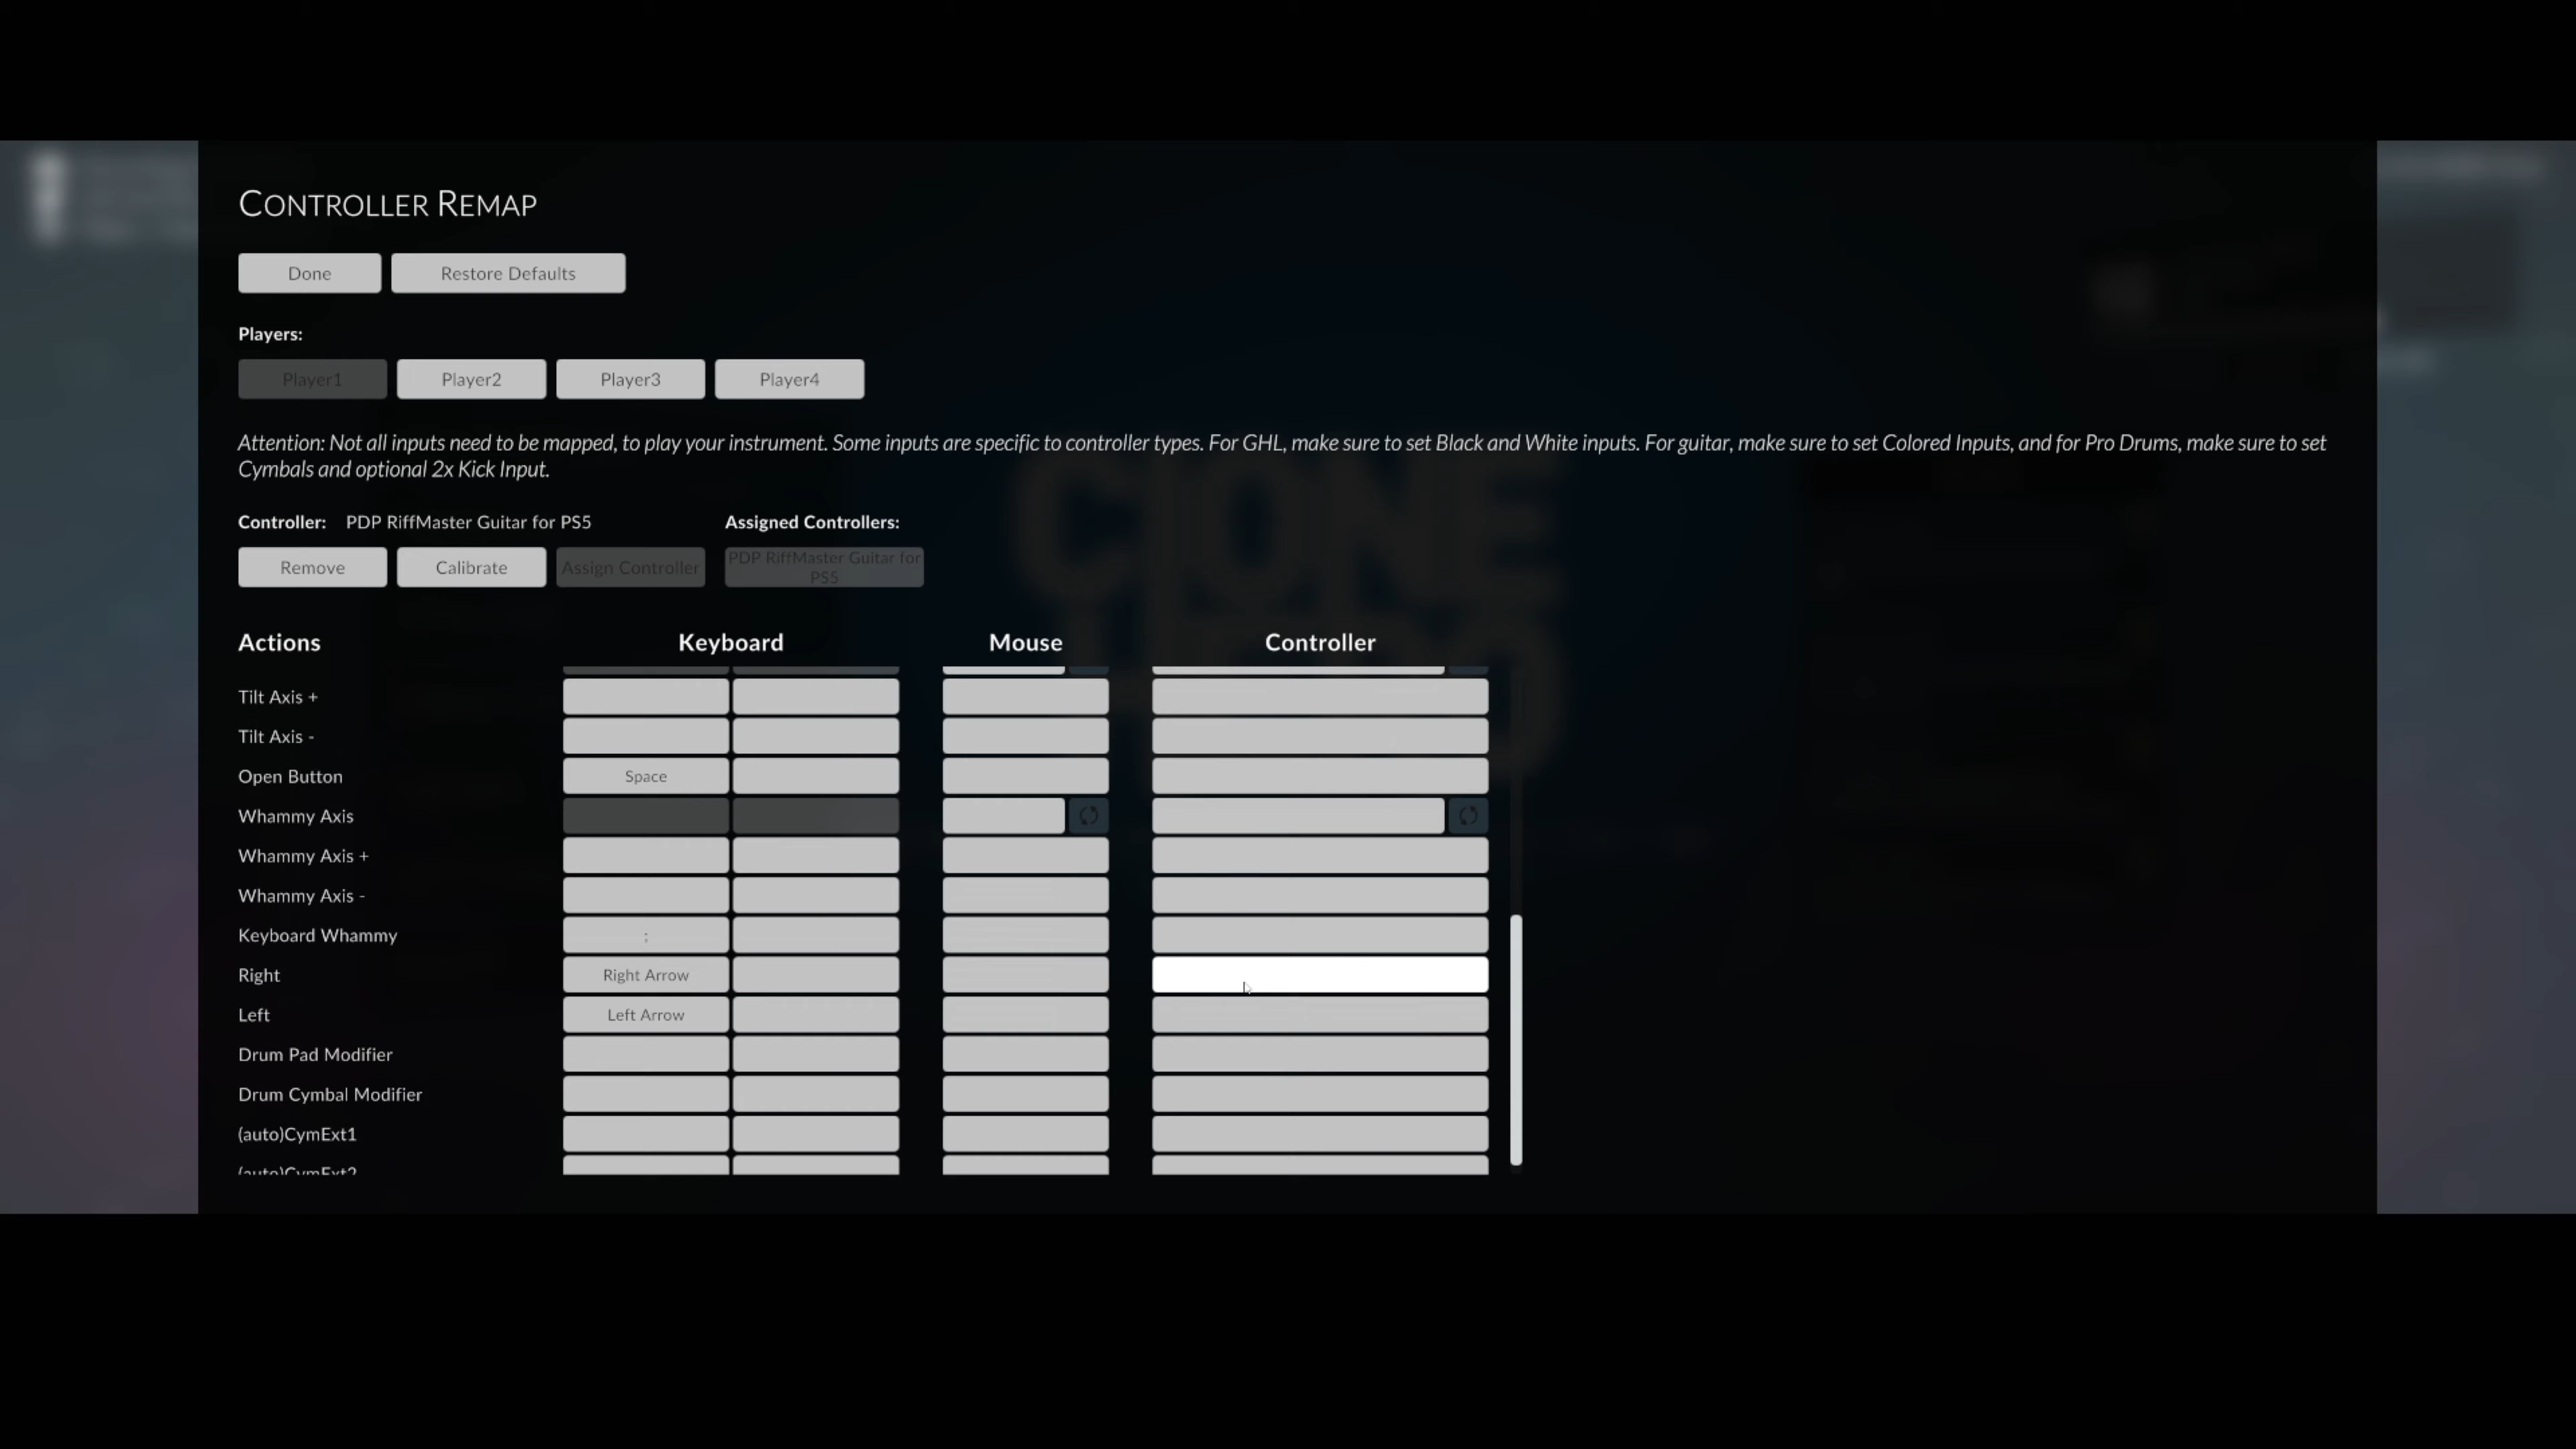 CONTROLLER REMAP
Done Restore Defaults
Players:
Player1 Player2 Player3 Player4
Attention: Not all inputs need to be mapped, to play your instrument. Some inputs are specific to controller types. For GHL, make sure to set Black and White inputs. For guitar, make sure to set Colored Inputs, and for Pro Drums, make sure to set
Cymbals and optional 2x Kick Input.
Controller: PDP RiffMaster Guitar for PS5 Assigned Controllers:
Remove Calibrate Assign Controller PDP RiffMaster Guitar for
PS5
CLONE
HERO
Actions Keyboard Mouse Controller
Tilt Axis +
Tilt Axis -
Open Button Space
Whammy Axis
Whammy Axis +
Whammy Axis -
Keyboard Whammy ;
Right Right Arrow
Left Left Arrow
Drum Pad Modifier
Drum Cymbal Modifier
(auto)CymExt1
(auto)CymExt2